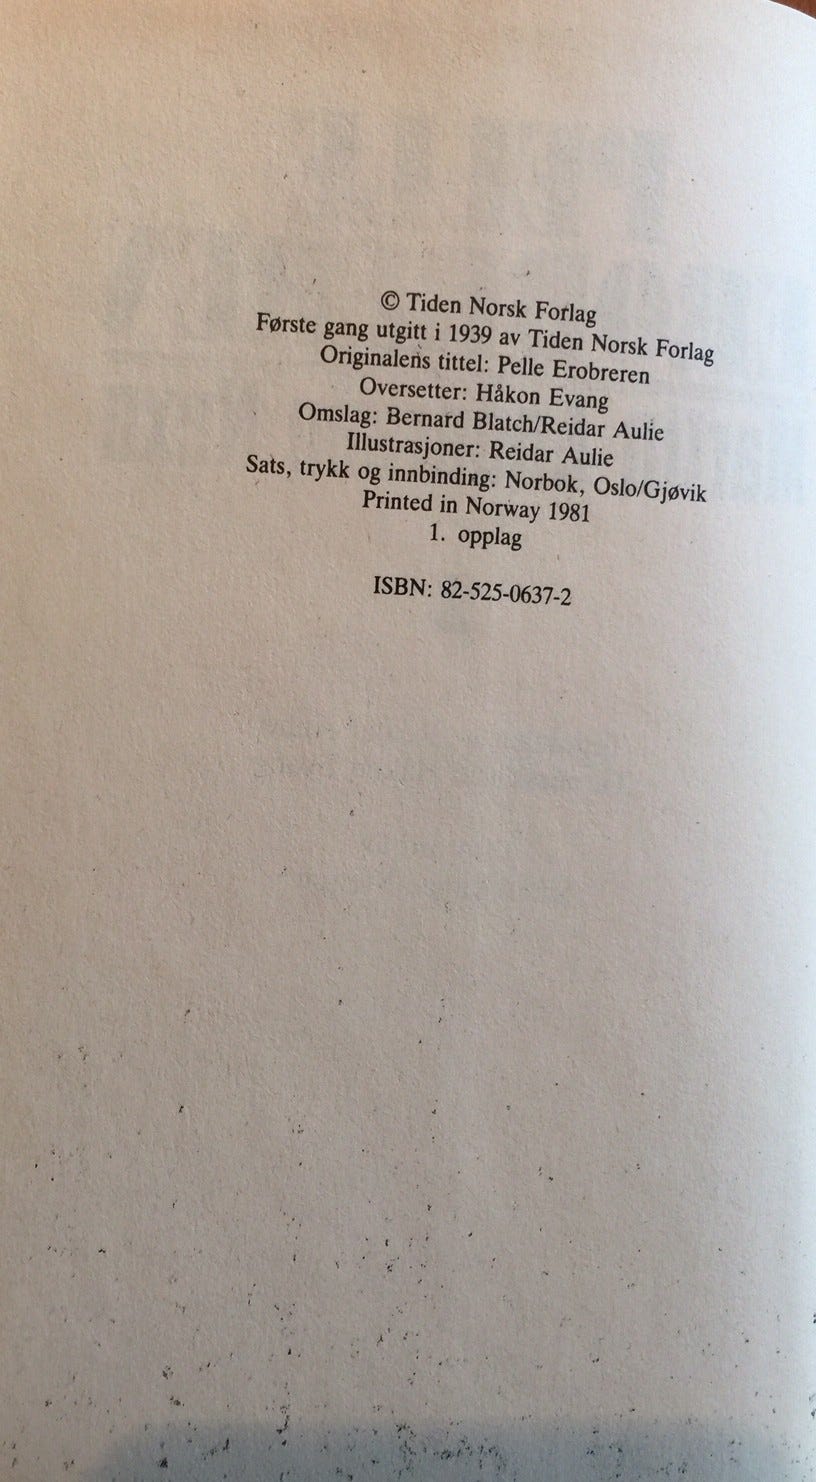 © Tiden Norsk Forlag
Første gang utgitt i 1939 av Tiden Norsk Forlag
Originalens tittel: Pelle Erobreren
Oversetter: Håkon Evang
Omslag: Bernard Blatch/Reidar Aulie
Illustrasjoner: Reidar Aulie
Sats, trykk og innbinding: Norbok, Oslo/Gjøvik
Printed in Norway 1981
1. opplag
ISBN: 82-525-0637-2